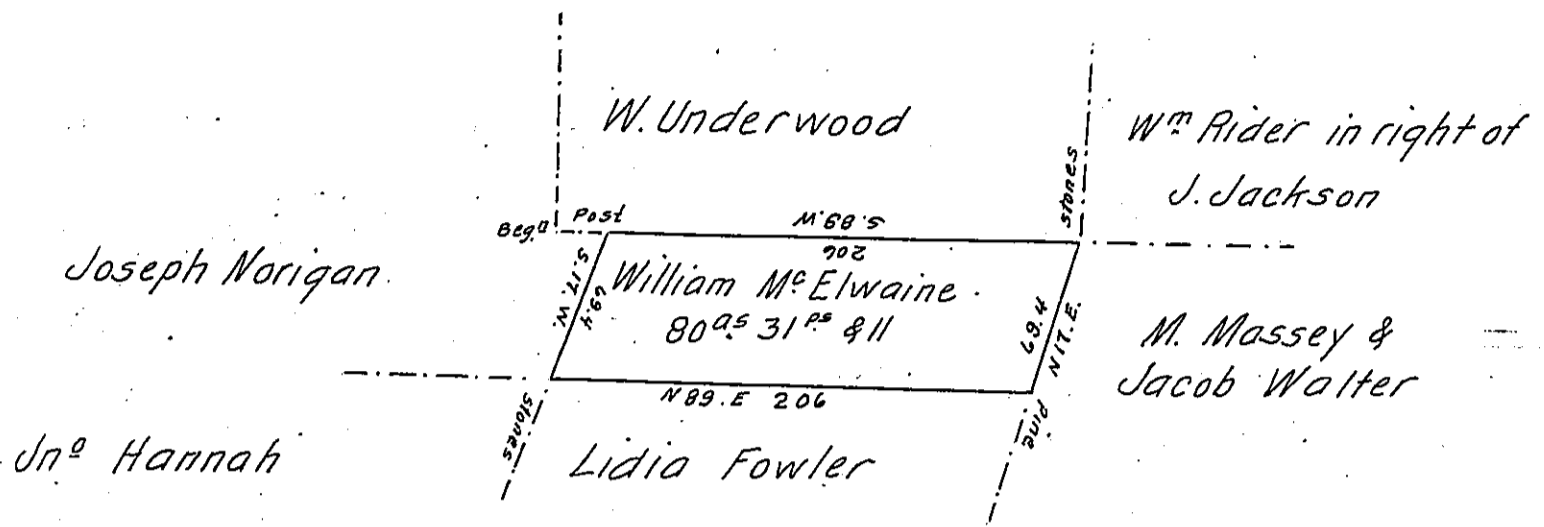 W. Underwood
Wᵐ Rider in right of
J. Jackson
stones
Post
Begᵃ
S. 89. W
206
Joseph Norigan.
S. 17. W.
69.4
William Mᶜ Elwaine.
80ᵃˢ 31ᵖˢ & 11
69.4
N 17. E.
M. Massey &
Jacob Walter
N 89. E 206
stones
Pine
Jnº Hannah
Lidia Fowler